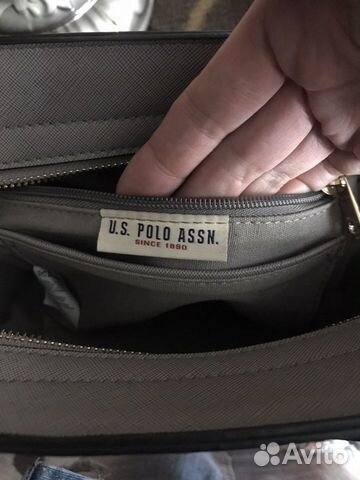 U.S. POLO ASSN.
SINCE 1890
Avito